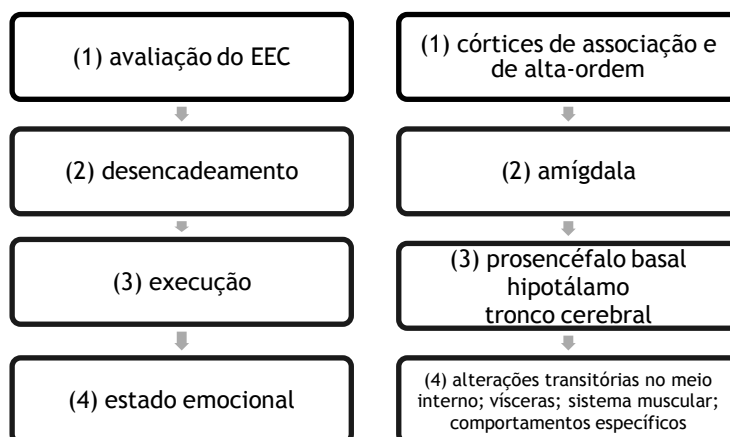 (1) avaliação do EEC
(2) desencadeamento
(3) execução
(4) estado emocional
(1) córtices de associação e
de alta-ordem
(2) amígdala
(3) prosencéfalo basal
hipotálamo
tronco cerebral
(4) alterações transitórias no meio
interno; vísceras; sistema muscular;
comportamentos específicos